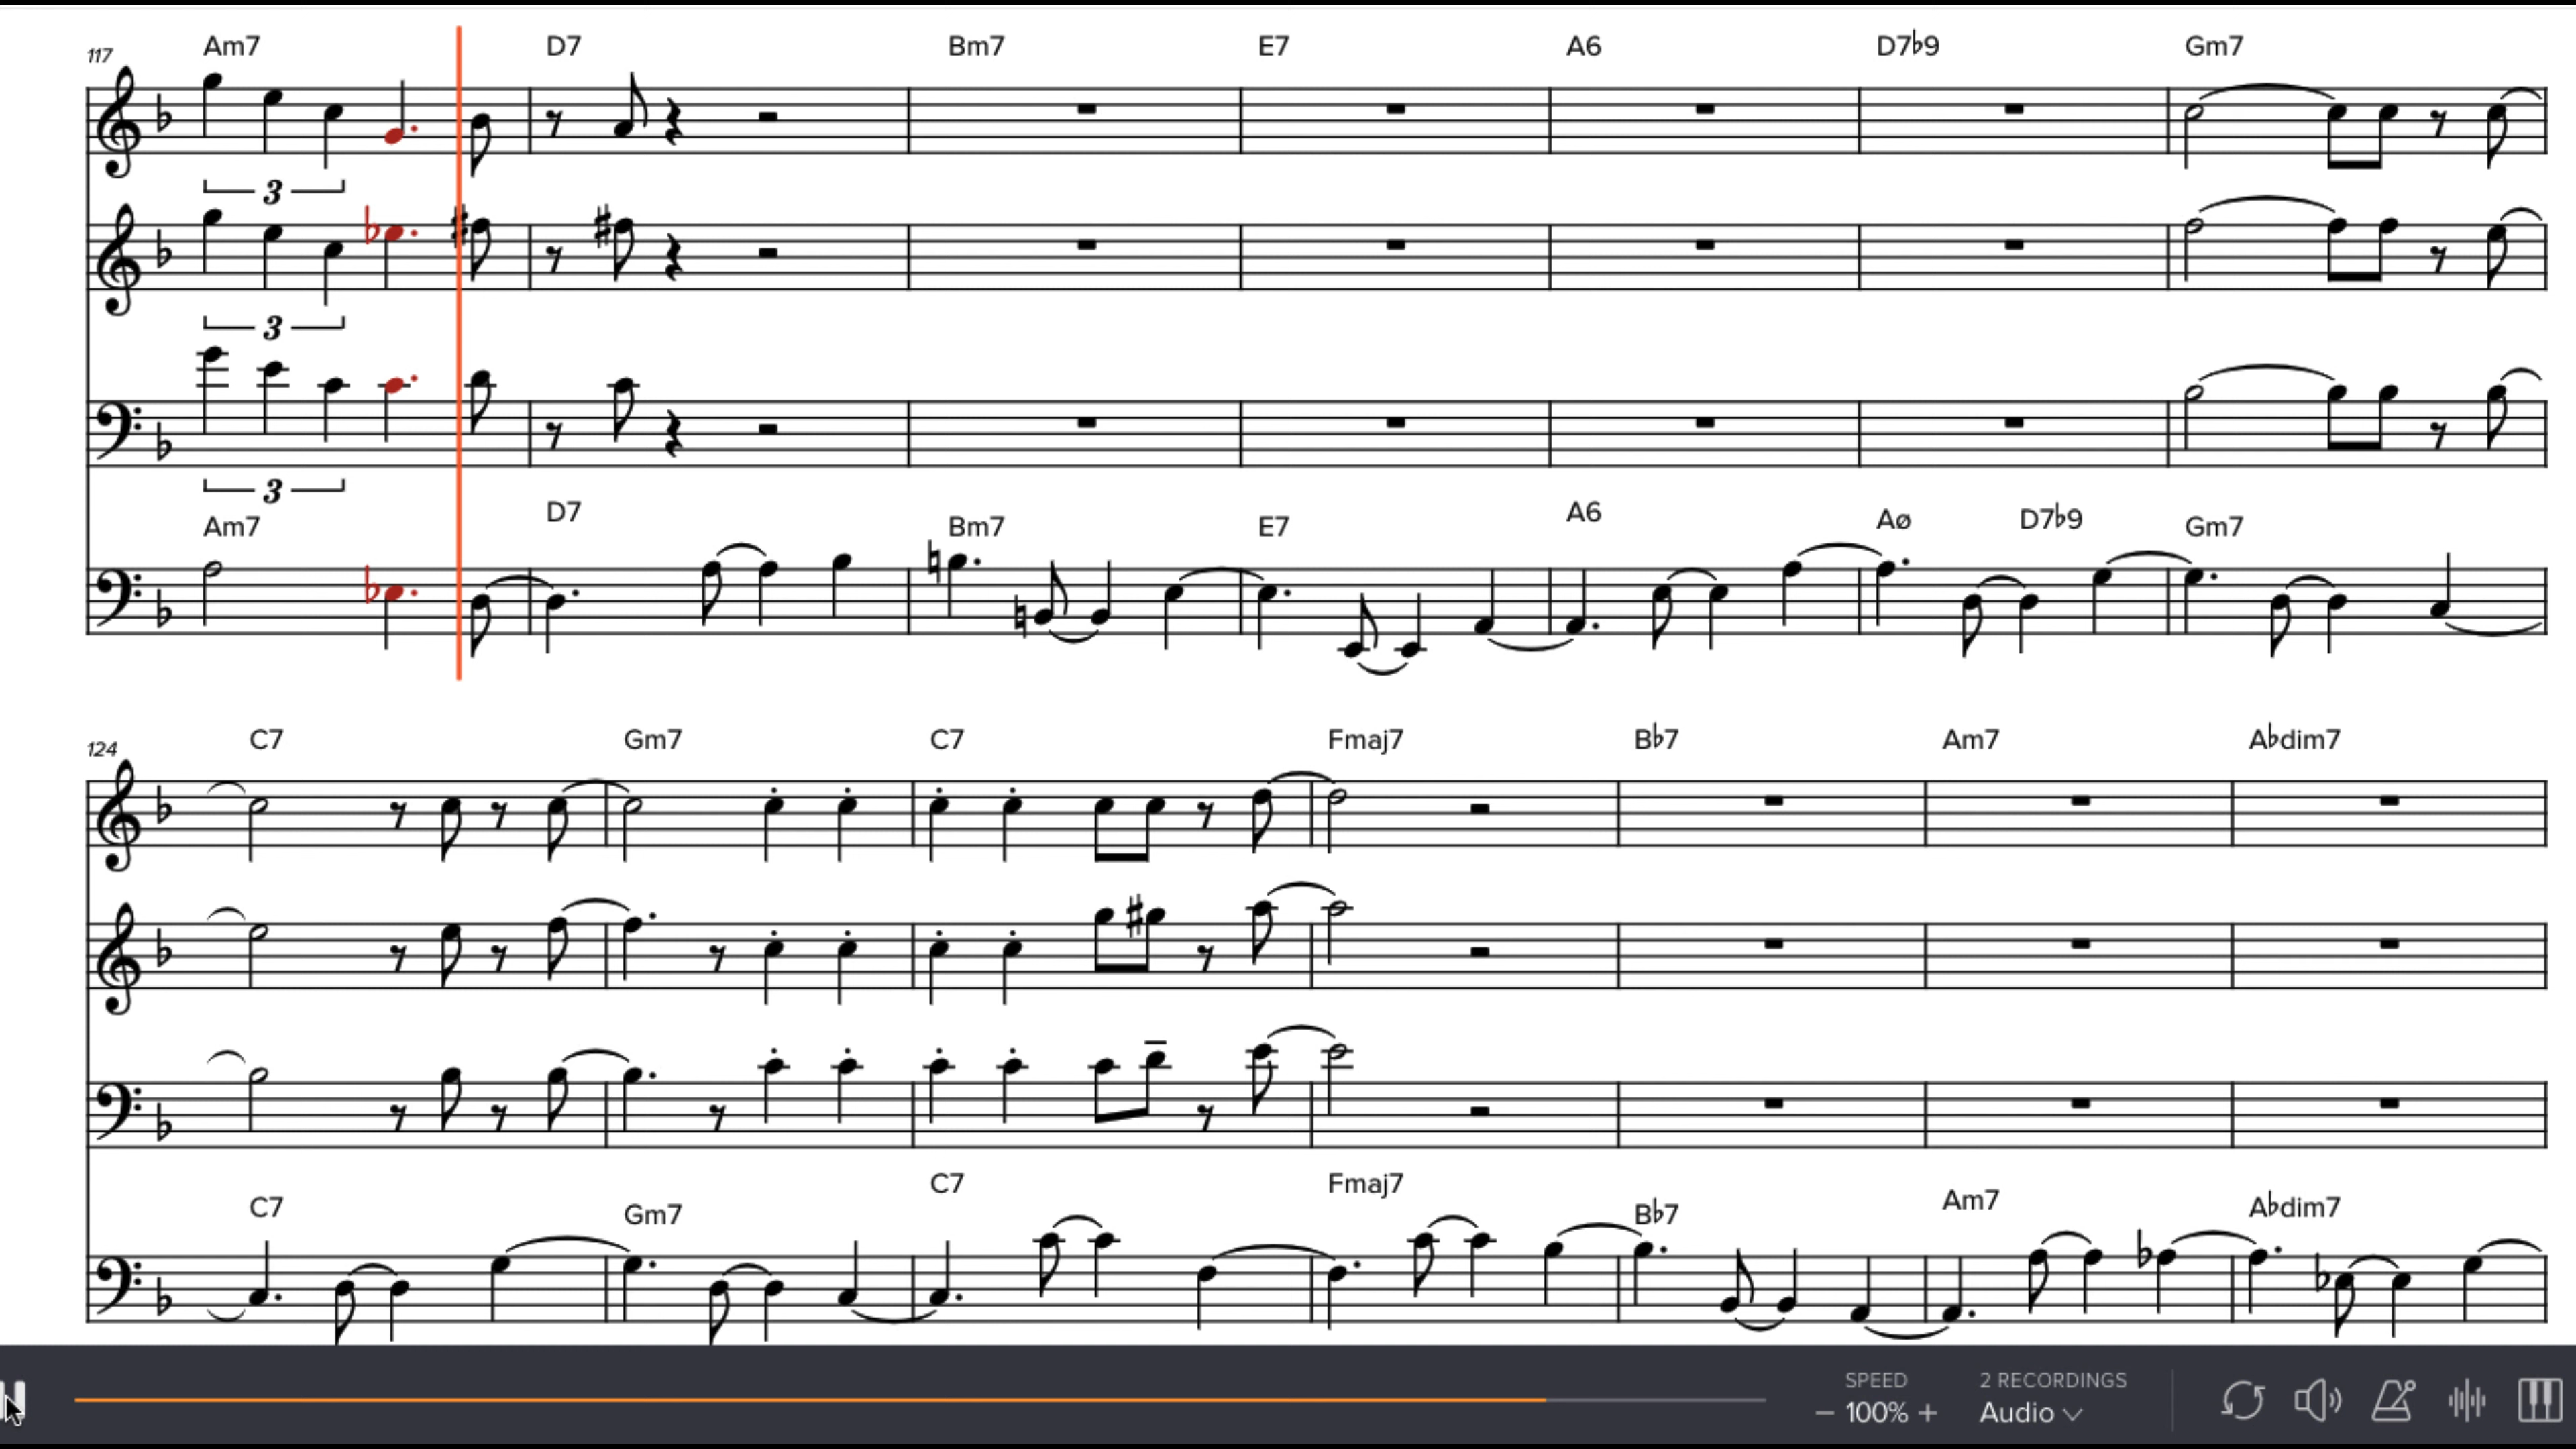 117 Am7 D7 Bm7 E7 A6 D7♭9 Gm7
3
3
3
Am7 D7 Bm7 E7 A6 Aø D7♭9 Gm7
124 C7 Gm7 C7 Fmaj7 B♭7 Am7 A♭dim7
C7 Gm7 C7 Fmaj7 B♭7 Am7 A♭dim7
SPEED 2 RECORDINGS
− 100% + Audio